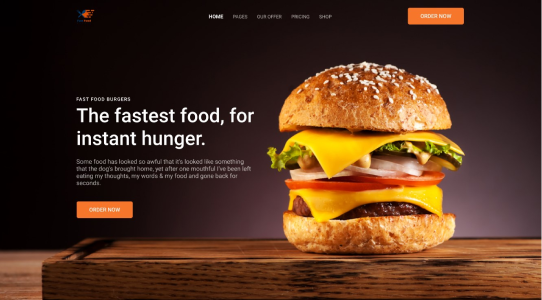 HOME PAGES OUR OFFER PRICING SHOP ORDER NOW
FAST FOOD BURGERS
The fastest food, for
instant hunger.
Some food has looked so awful that it's looked like something
that the dog's brought home, yet after one mouthful I've been left
eating my thoughts, my words & my food and gone back for
seconds.
ORDER NOW